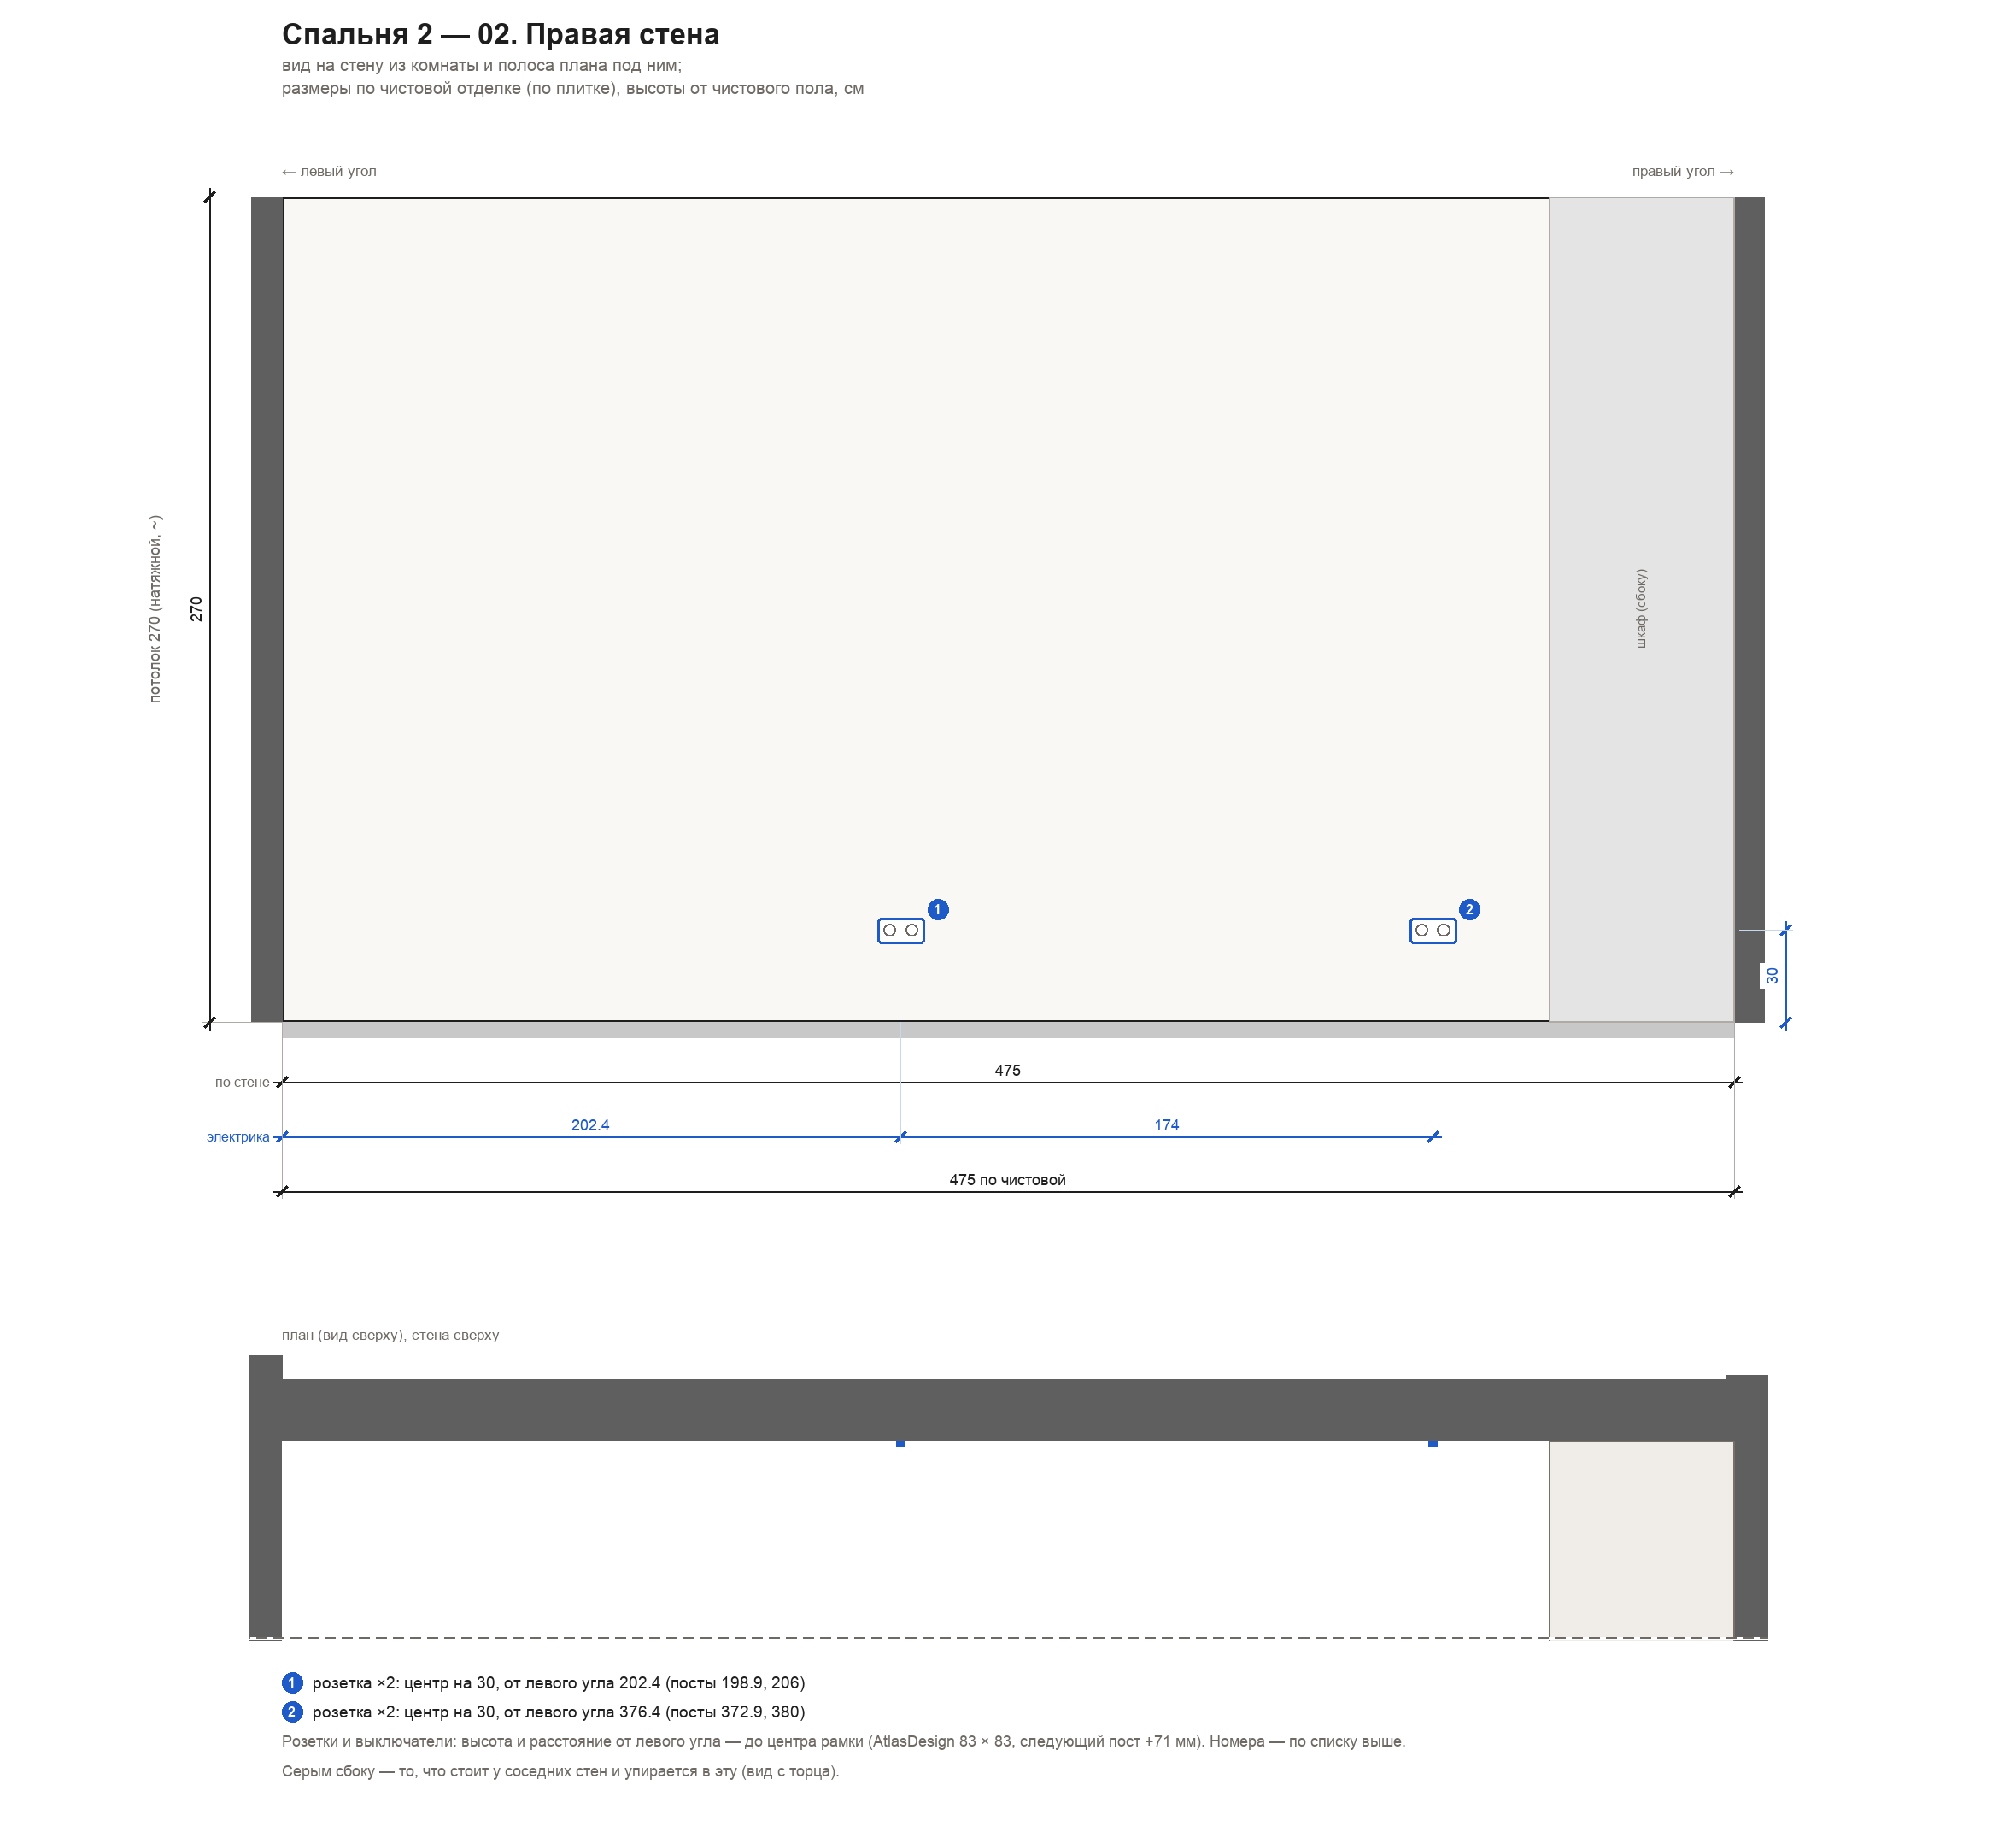 Спальня 2 — 02. Правая стена
вид на стену из комнаты и полоса плана под ним;
размеры по чистовой отделке (по плитке), высоты от чистового пола, см
← левый угол
правый угол →
потолок 270 (натяжной, ~)
270
шкаф (сбоку)
1
2
30
по стене
475
электрика
202.4
174
475 по чистовой
план (вид сверху), стена сверху
1 розетка ×2: центр на 30, от левого угла 202.4 (посты 198.9, 206)
2 розетка ×2: центр на 30, от левого угла 376.4 (посты 372.9, 380)
Розетки и выключатели: высота и расстояние от левого угла — до центра рамки (AtlasDesign 83 × 83, следующий пост +71 мм). Номера — по списку выше.
Серым сбоку — то, что стоит у соседних стен и упирается в эту (вид с торца).